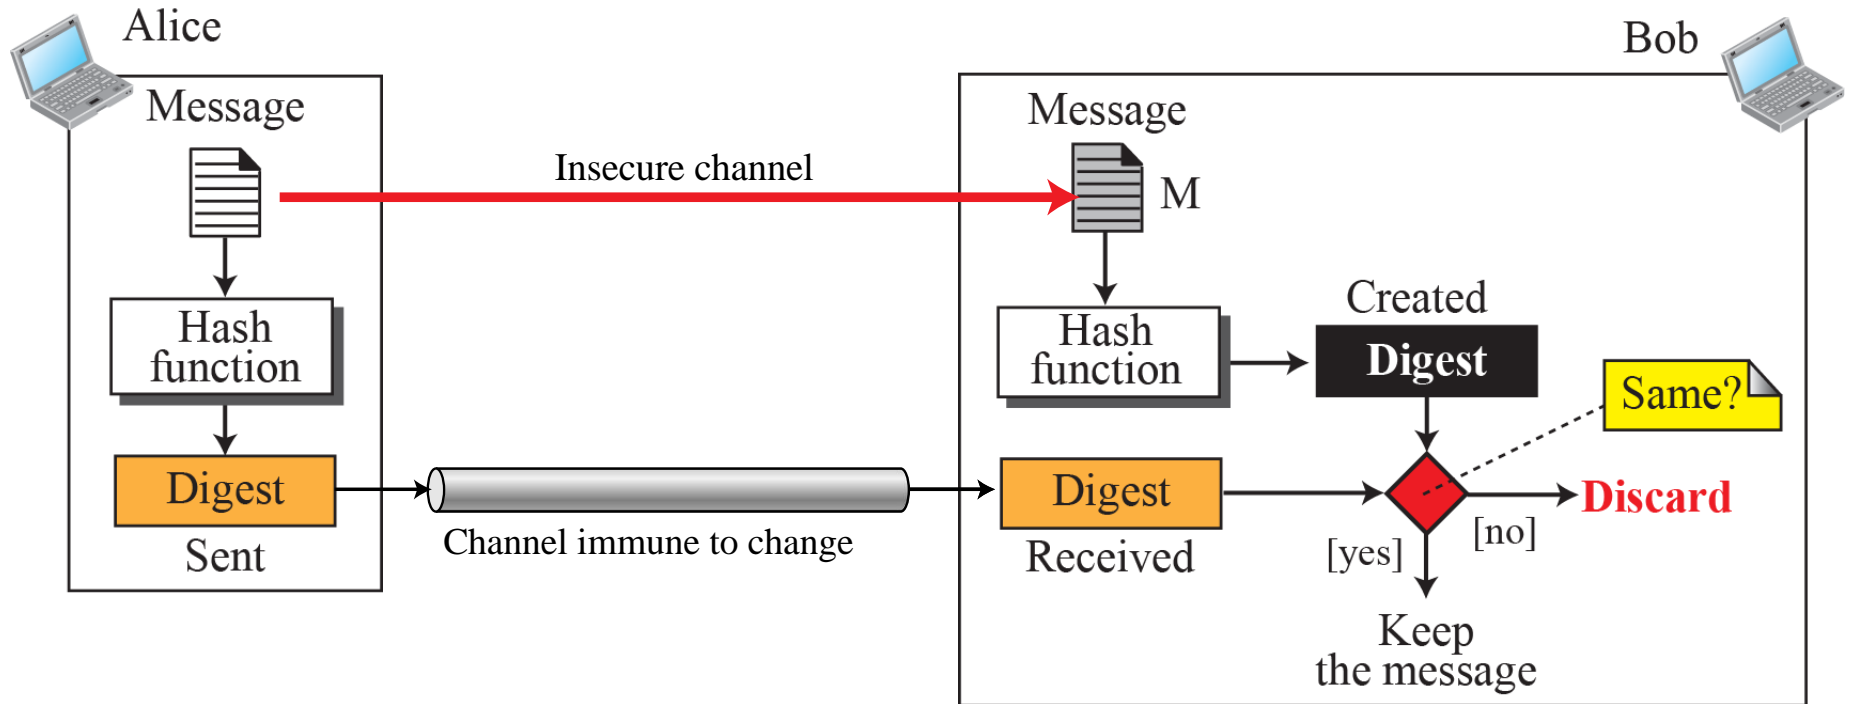 Alice
Message
Hash
function
Digest
Sent
Insecure channel
Channel immune to change
Bob
Message
M
Hash
function
Created
Digest
Same?
Digest
Received
[yes]
[no]
Discard
Keep
the message